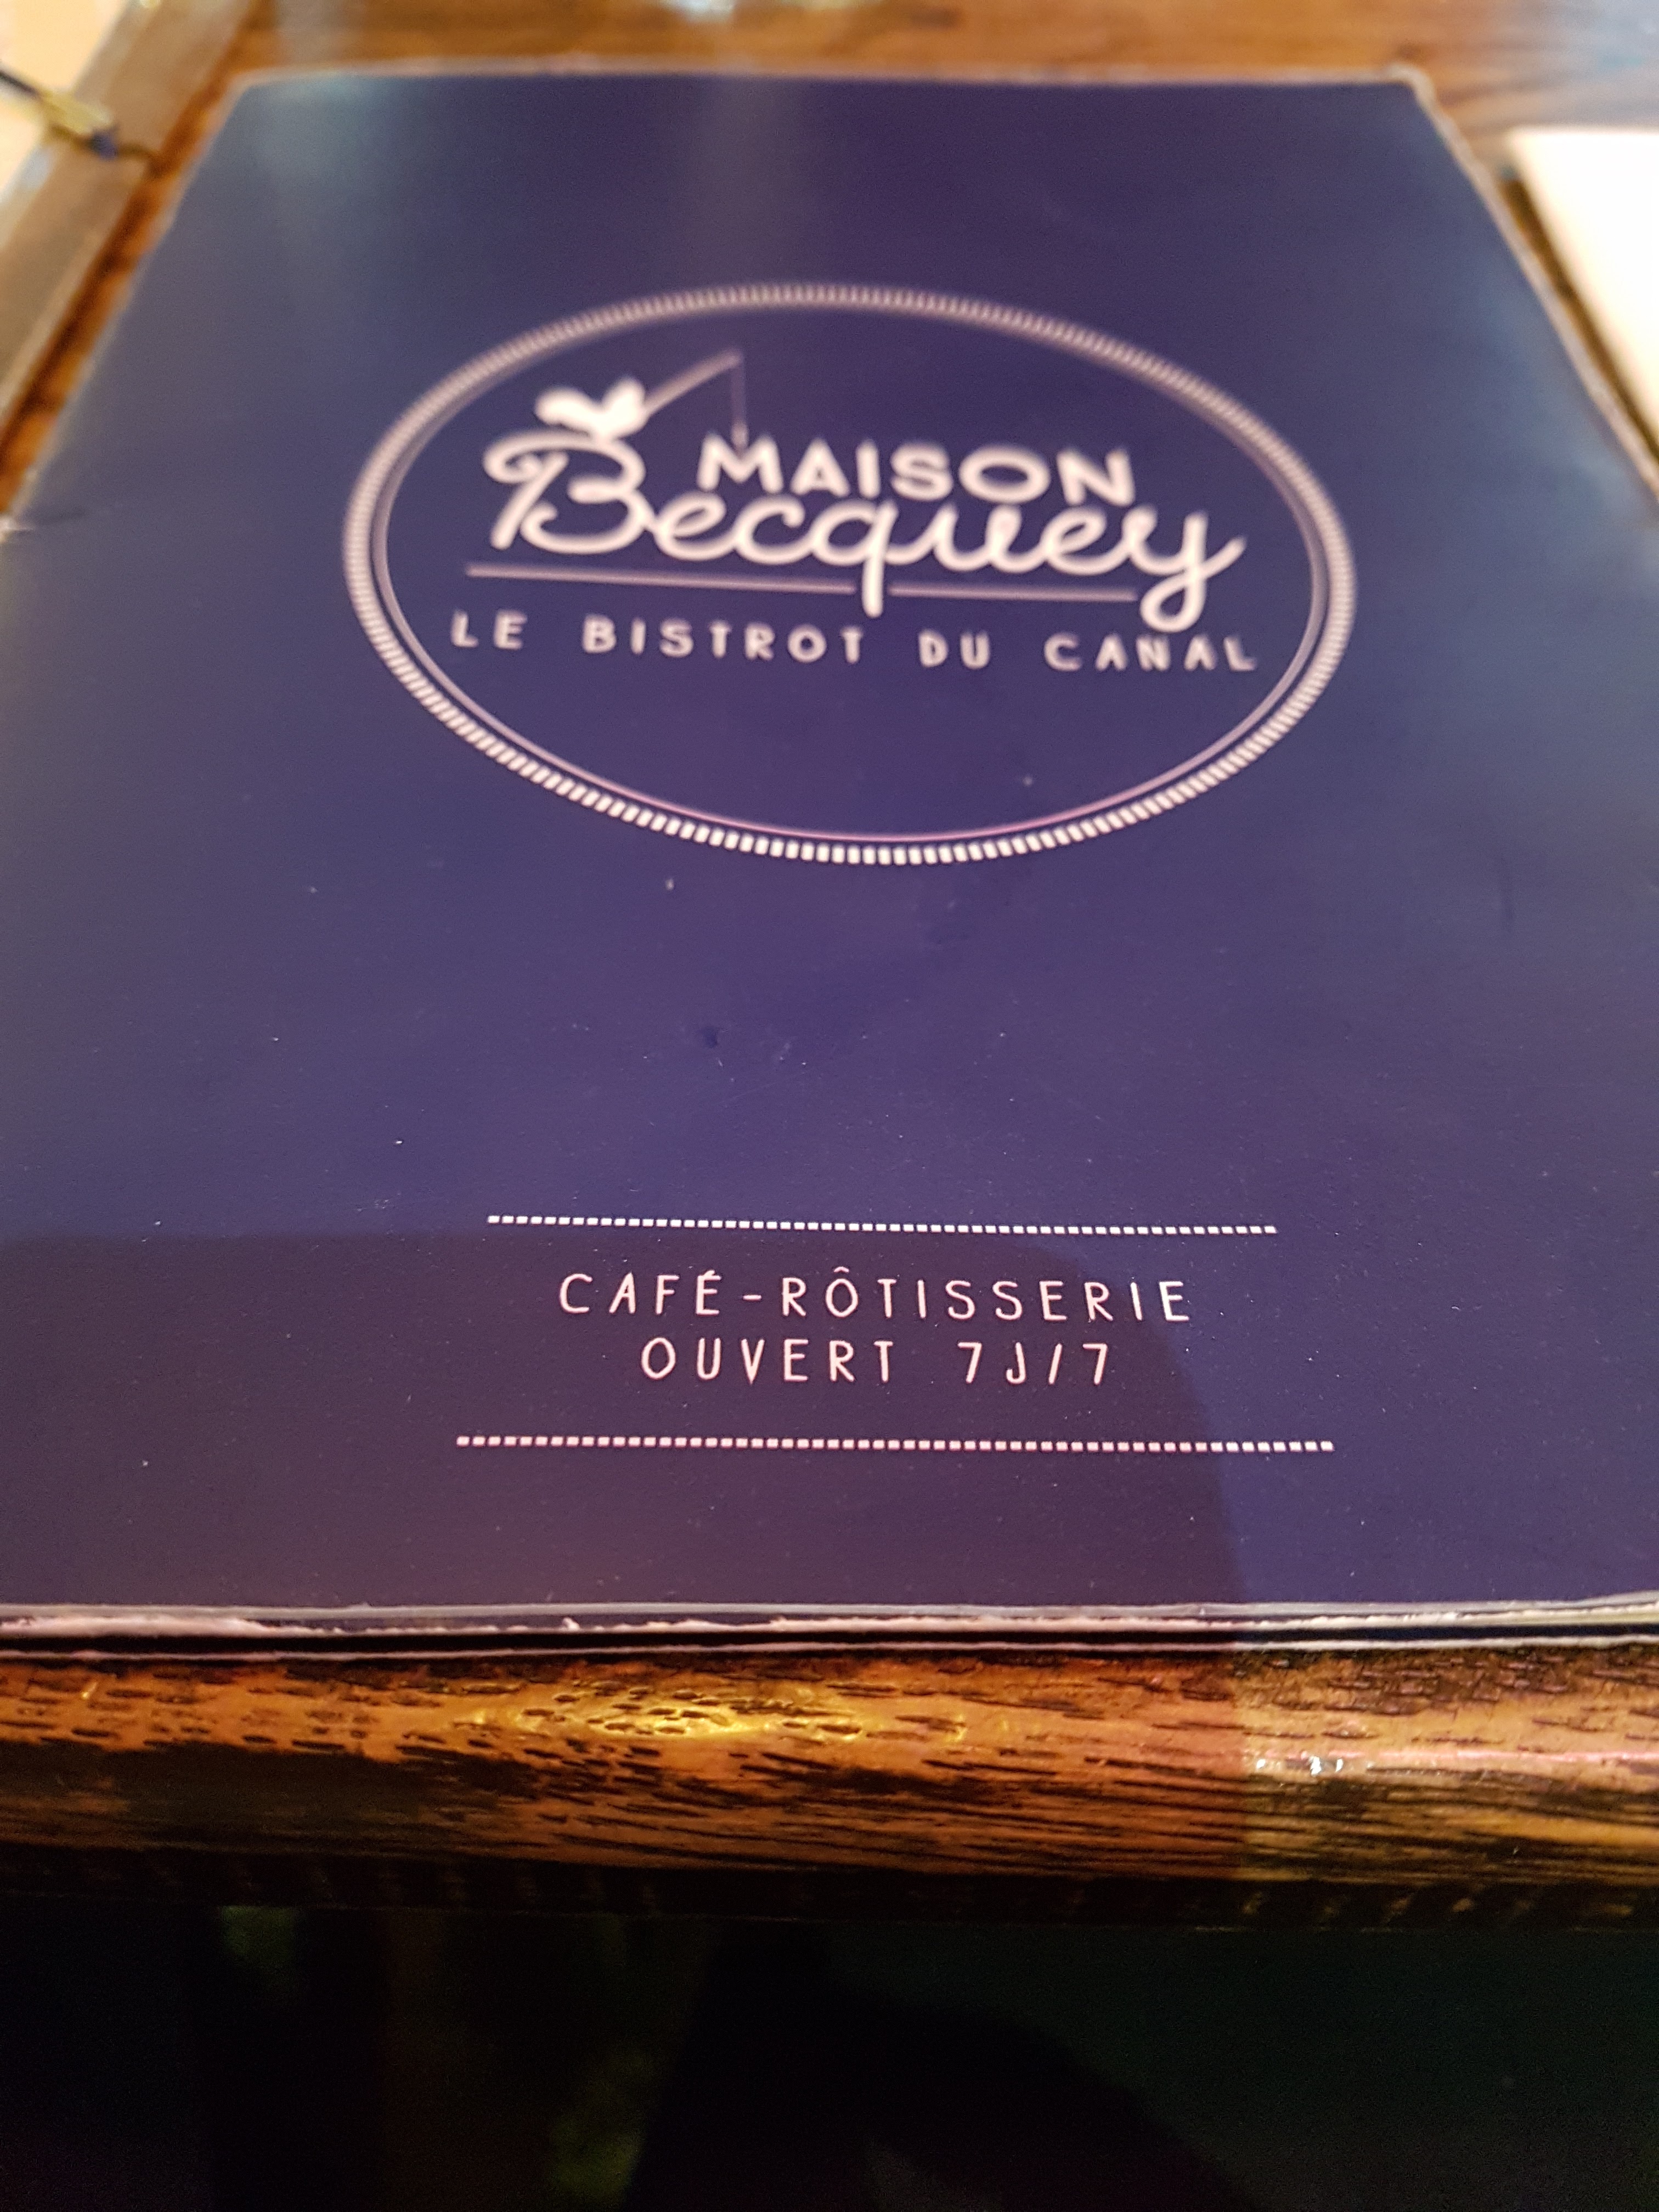 MAISON
Becquey
LE BISTROT DU CANAL
CAFÉ-RÔTISSERIE
OUVERT 7J/7